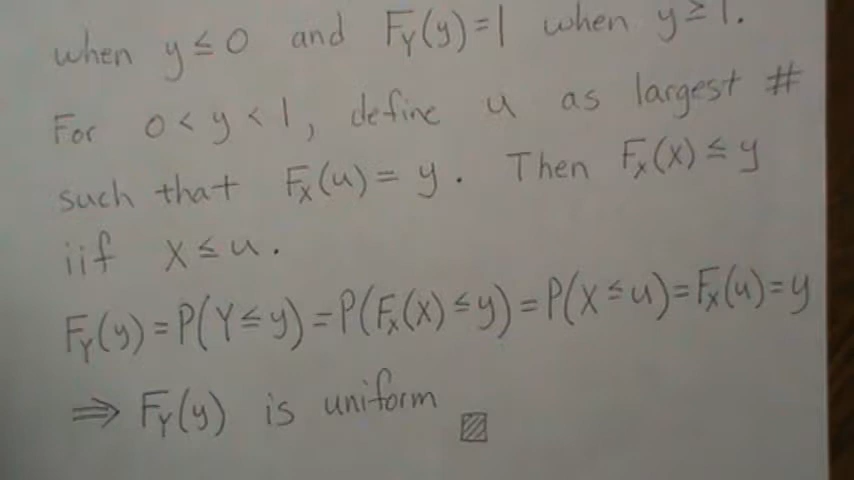 when y ≤ 0 and F_Y(y)=1 when y ≥ 1.
For 0 < y < 1, define u as largest #
such that F_X(u) = y. Then F_X(X) ≤ y
iif X ≤ u.
F_Y(y) = P(Y ≤ y) = P(F_X(X) ≤ y) = P(X ≤ u) = F_X(u) = y
⇒ F_Y(y) is uniform